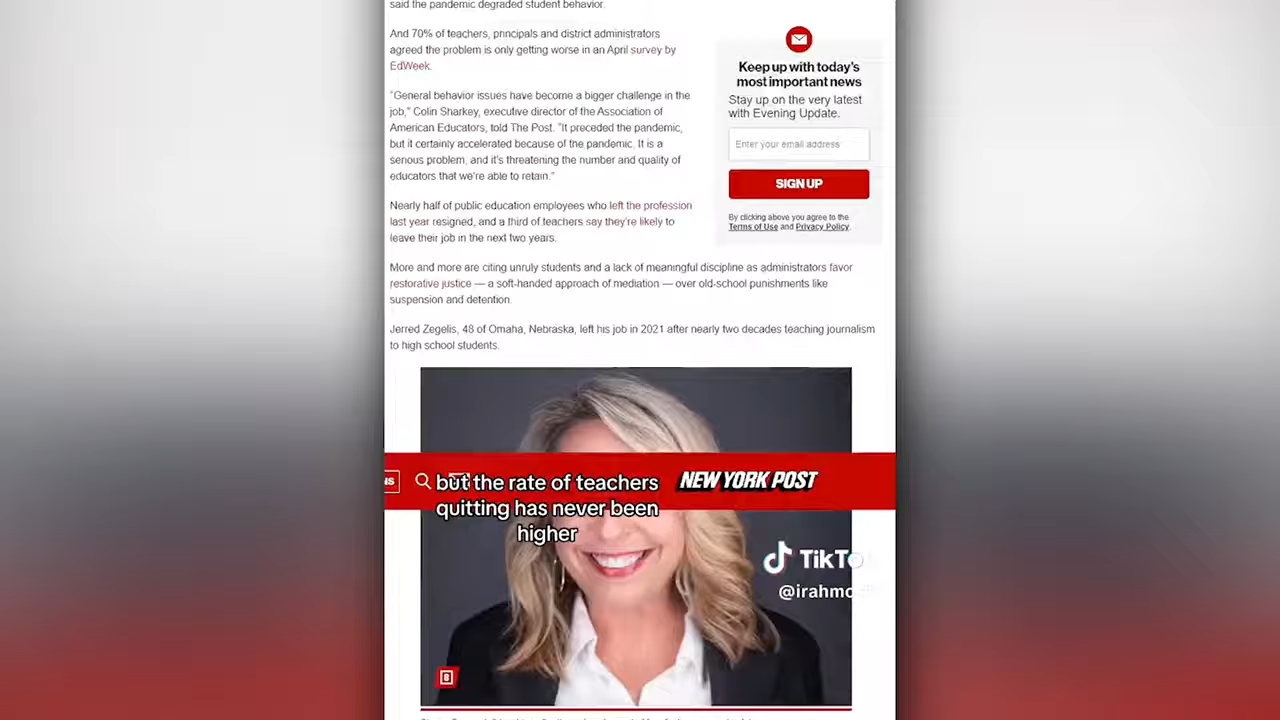 said the pandemic degraded student behavior.
And 70% of teachers, principals and district administrators
agreed the problem is only getting worse in an April survey by
EdWeek.
"General behavior issues have become a bigger challenge in the
job," Colin Sharkey, executive director of the Association of
American Educators, told The Post. "It preceded the pandemic,
but it certainly accelerated because of the pandemic. It is a
serious problem, and it's threatening the number and quality of
educators that we're able to retain."
Nearly half of public education employees who left the profession
last year resigned, and a third of teachers say they're likely to
leave their job in the next two years.
Keep up with today's
most important news
Stay up on the very latest
with Evening Update.
Enter your email address
SIGN UP
By clicking above you agree to the
Terms of Use and Privacy Policy.
More and more are citing unruly students and a lack of meaningful discipline as administrators favor
restorative justice — a soft-handed approach of mediation — over old-school punishments like
suspension and detention.
Jerred Zegelis, 48 of Omaha, Nebraska, left his job in 2021 after nearly two decades teaching journalism
to high school students.
NEW YORK POST
but the rate of teachers
quitting has never been
higher
TikTo
@irahmo